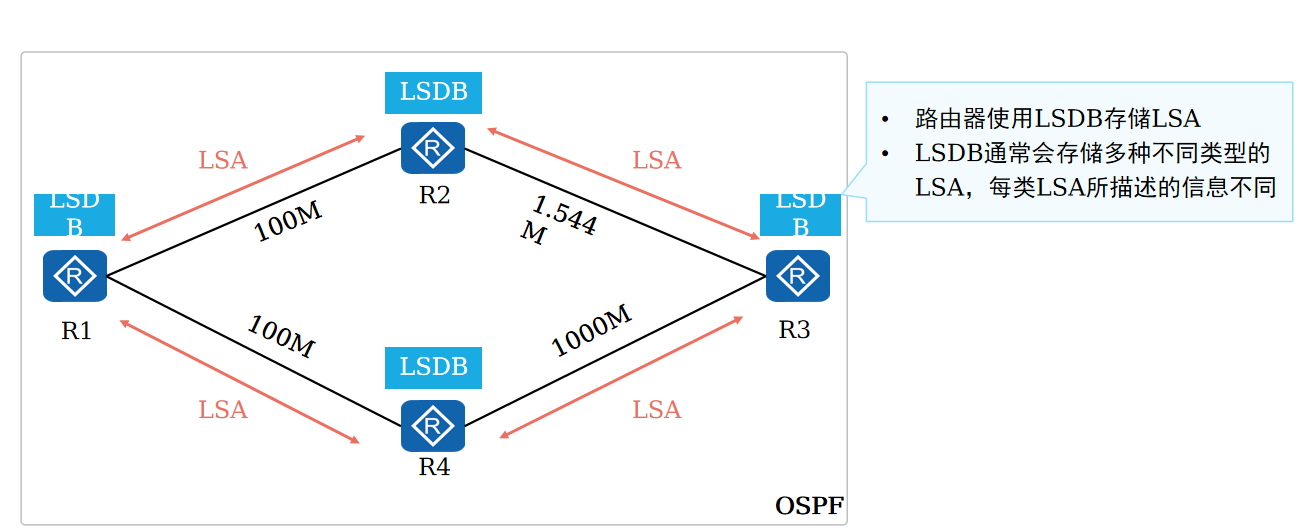 LSDB
LSA
LSA
R
R2
• 路由器使用LSDB存储LSA
• LSDB通常会存储多种不同类型的
LSA，每类LSA所描述的信息不同
LSD
B
100M
1.544
M
LSD
B
R
R1
R
R3
100M
1000M
LSDB
LSA
LSA
R
R4
OSPF